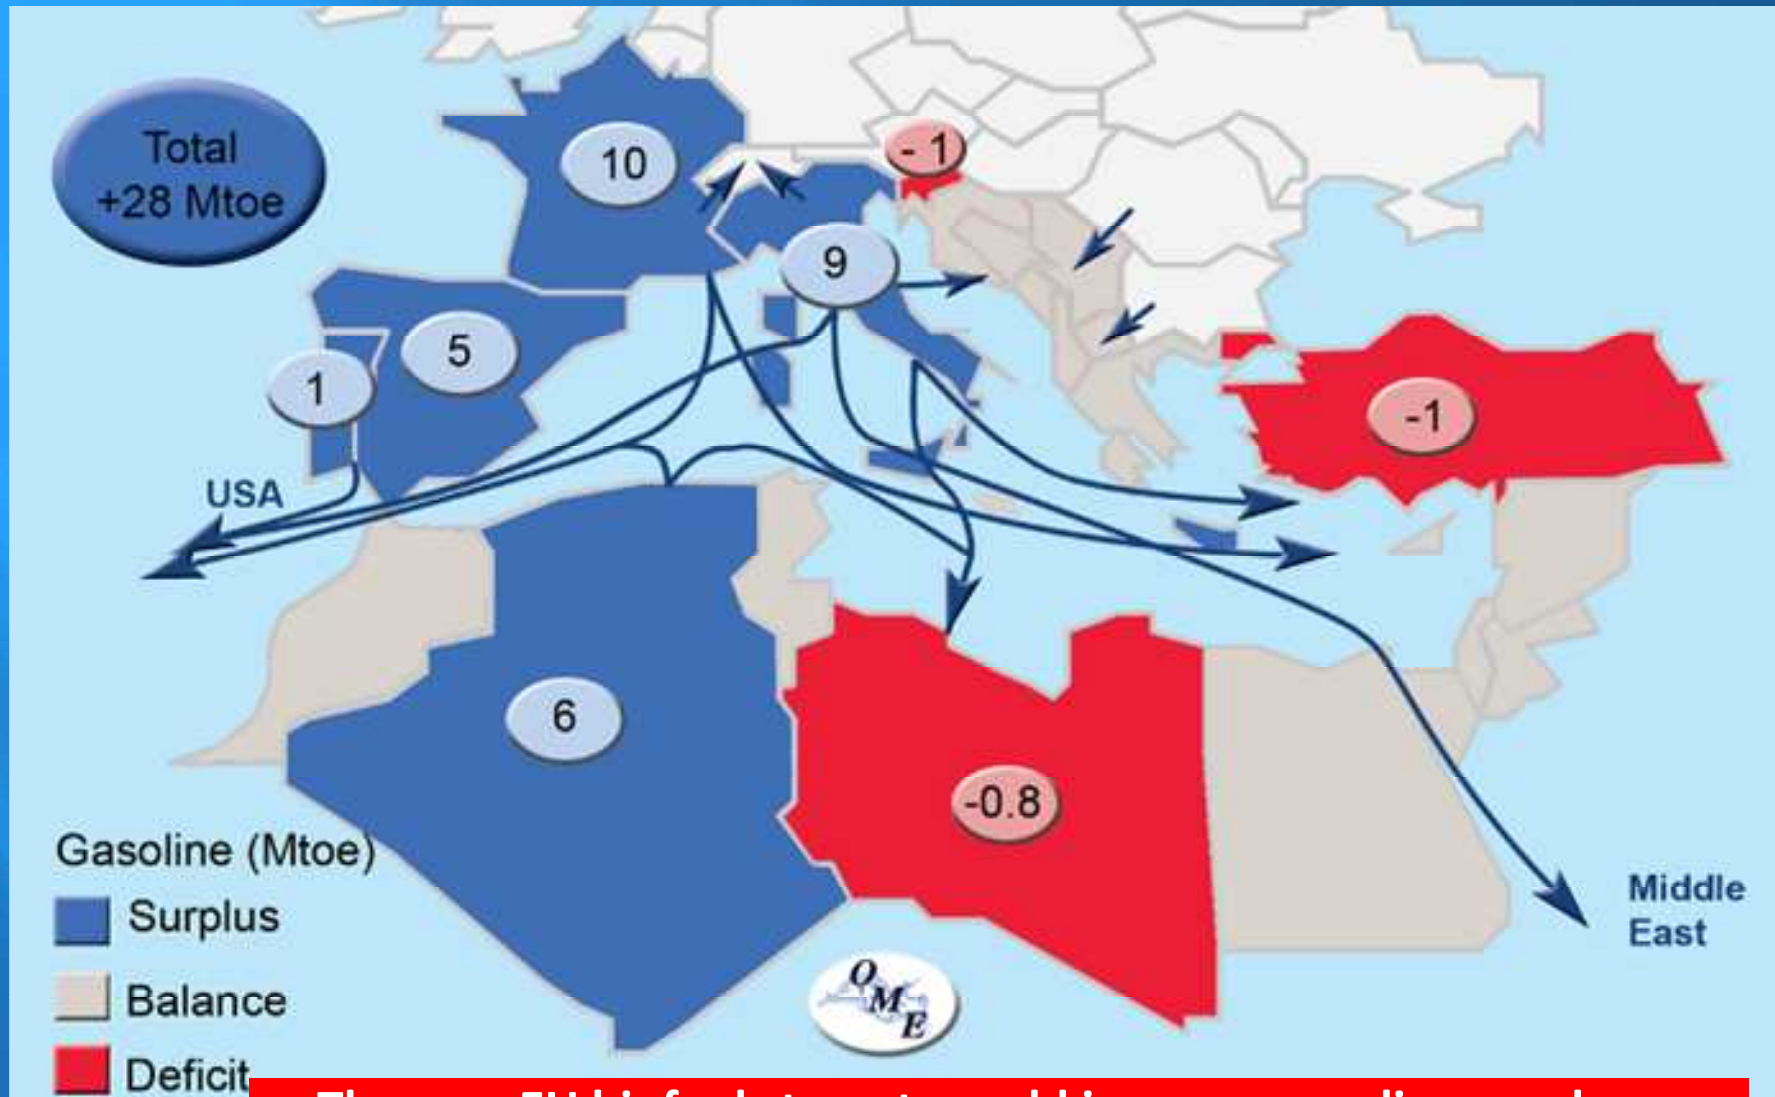 Total
+28 Mtoe
10
- 1
9
5
1
-1
USA
6
-0.8
Gasoline (Mtoe)
Surplus
Balance
Deficit
Middle
East
O
M
E